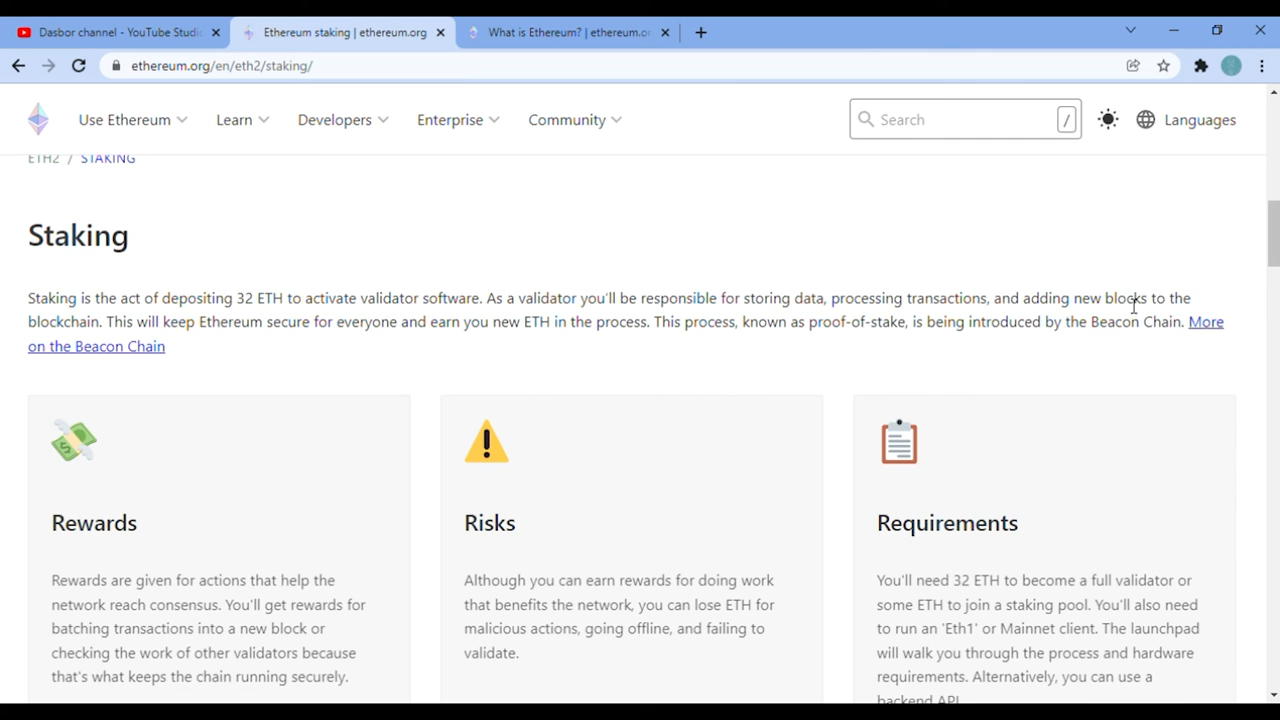 Dasbor channel - YouTube Studi
Ethereum staking | ethereum.org
What is Ethereum? | ethereum.or
ethereum.org/en/eth2/staking/
Use Ethereum
Learn
Developers
Enterprise
Community
Search
/
Languages
ETH2 / STAKING
Staking
Staking is the act of depositing 32 ETH to activate validator software. As a validator you'll be responsible for storing data, processing transactions, and adding new blocks to the
blockchain. This will keep Ethereum secure for everyone and earn you new ETH in the process. This process, known as proof-of-stake, is being introduced by the Beacon Chain. More
on the Beacon Chain
Rewards
Rewards are given for actions that help the
network reach consensus. You'll get rewards for
batching transactions into a new block or
checking the work of other validators because
that's what keeps the chain running securely.
Risks
Although you can earn rewards for doing work
that benefits the network, you can lose ETH for
malicious actions, going offline, and failing to
validate.
Requirements
You'll need 32 ETH to become a full validator or
some ETH to join a staking pool. You'll also need
to run an 'Eth1' or Mainnet client. The launchpad
will walk you through the process and hardware
requirements. Alternatively, you can use a
backend API.